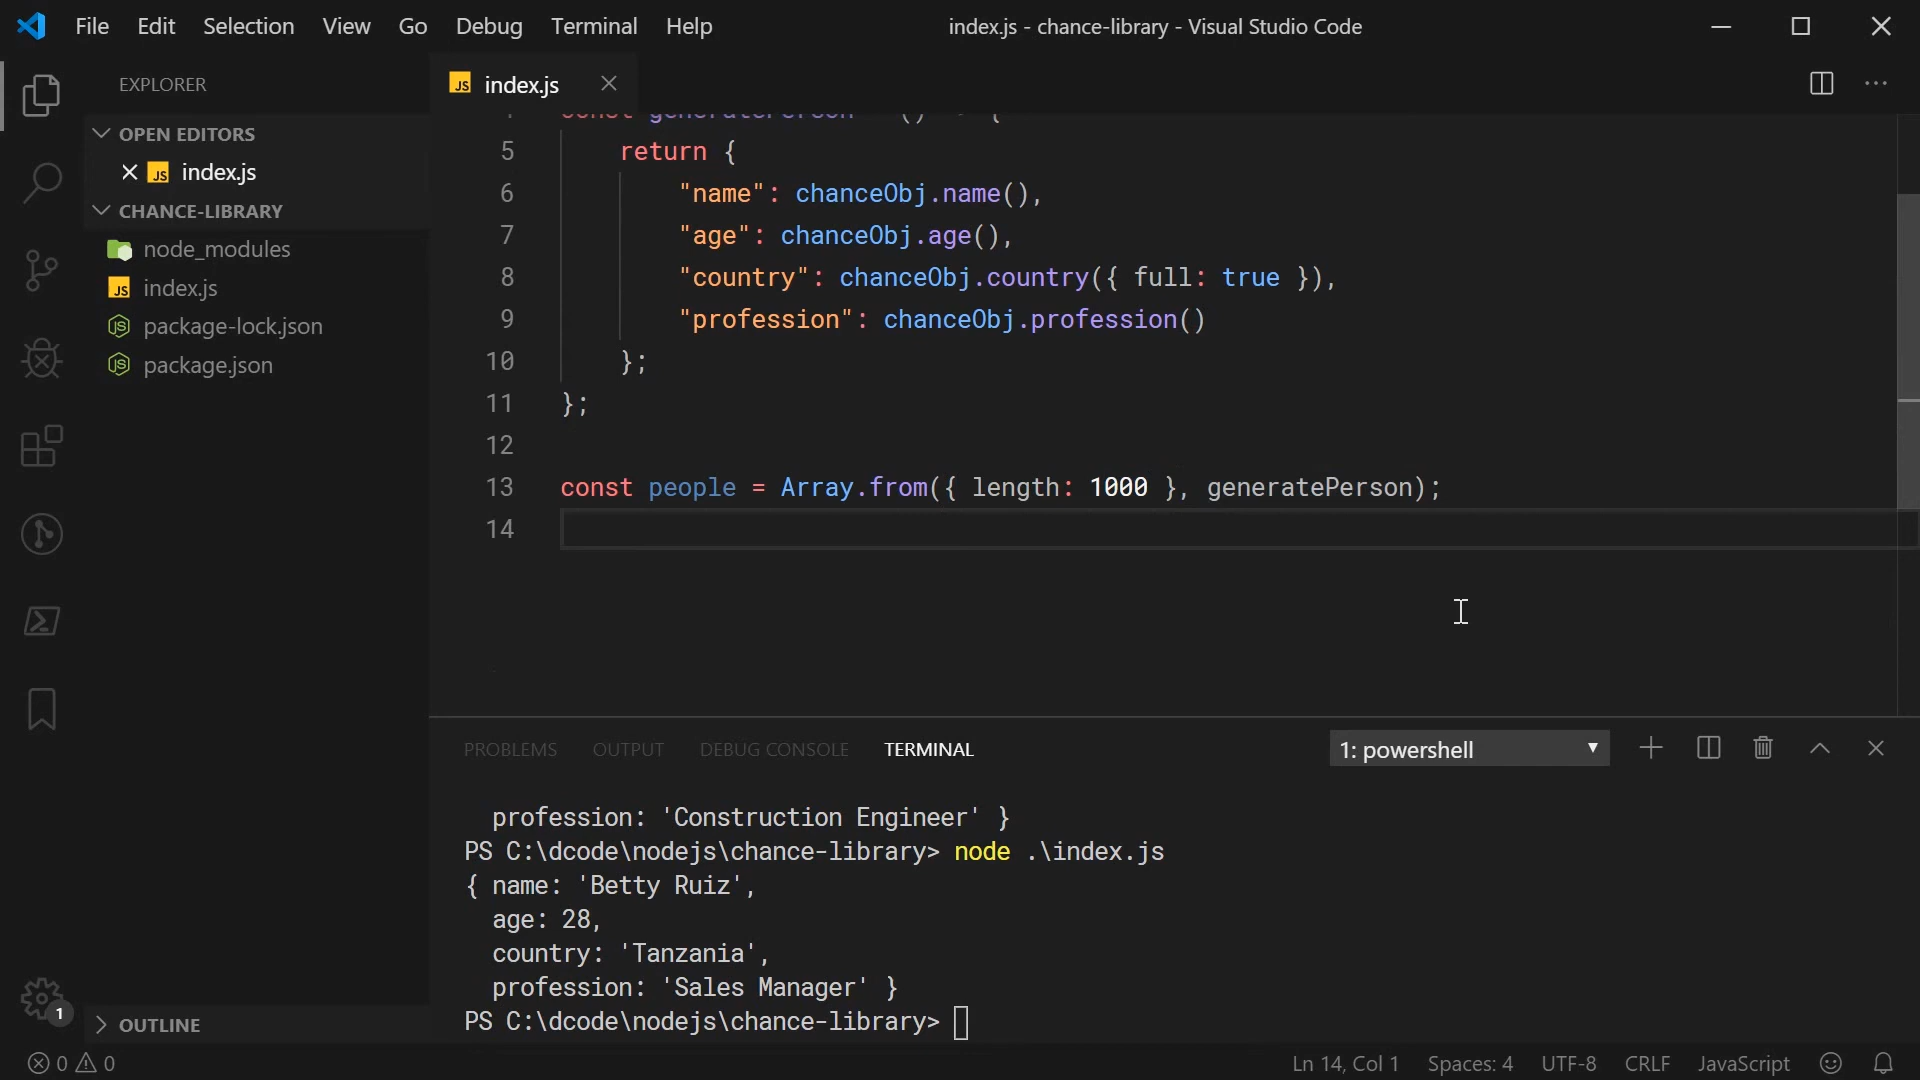 File Edit Selection View Go Debug Terminal Help
index.js - chance-library - Visual Studio Code
EXPLORER
OPEN EDITORS
index.js
CHANCE-LIBRARY
node_modules
index.js
package-lock.json
package.json
OUTLINE
index.js
const generatePerson = () => {
5 return {
6 "name": chanceObj.name(),
7 "age": chanceObj.age(),
8 "country": chanceObj.country({ full: true }),
9 "profession": chanceObj.profession()
10 };
11 };
12
13 const people = Array.from({ length: 1000 }, generatePerson);
14
PROBLEMS OUTPUT DEBUG CONSOLE TERMINAL
1: powershell
profession: 'Construction Engineer' }
PS C:\dcode\nodejs\chance-library> node .\index.js
{ name: 'Betty Ruiz',
age: 28,
country: 'Tanzania',
profession: 'Sales Manager' }
PS C:\dcode\nodejs\chance-library>
1
0 0
Ln 14, Col 1 Spaces: 4 UTF-8 CRLF JavaScript